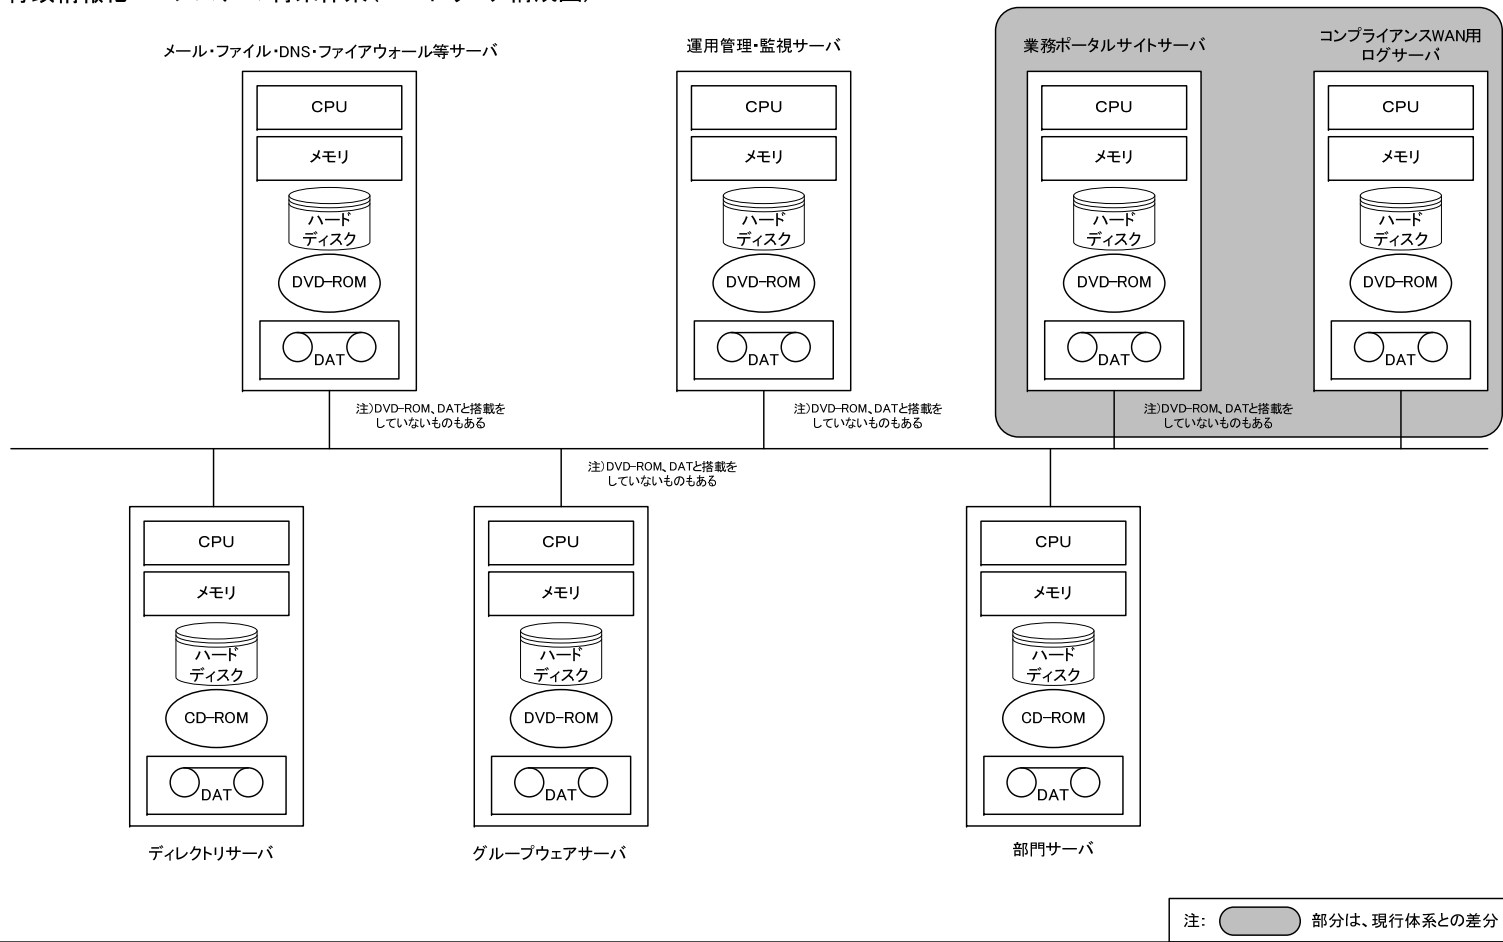 メール・ファイル・DNS・ファイアウォール等サーバ
運用管理・監視サーバ
業務ポータルサイトサーバ
コンプライアンスWAN用
ログサーバ
CPU
メモリ
ハード
ディスク
DVD-ROM
DAT
CPU
メモリ
ハード
ディスク
DVD-ROM
DAT
CPU
メモリ
ハード
ディスク
DVD-ROM
DAT
CPU
メモリ
ハード
ディスク
DVD-ROM
DAT
注)DVD-ROM、DATと搭載を
していないものもある
注)DVD-ROM、DATと搭載を
していないものもある
注)DVD-ROM、DATと搭載を
していないものもある
注)DVD-ROM、DATと搭載を
していないものもある
CPU
メモリ
ハード
ディスク
CD-ROM
DAT
ディレクトリサーバ
CPU
メモリ
ハード
ディスク
DVD-ROM
DAT
グループウェアサーバ
CPU
メモリ
ハード
ディスク
CD-ROM
DAT
部門サーバ
注:
部分は、現行体系との差分